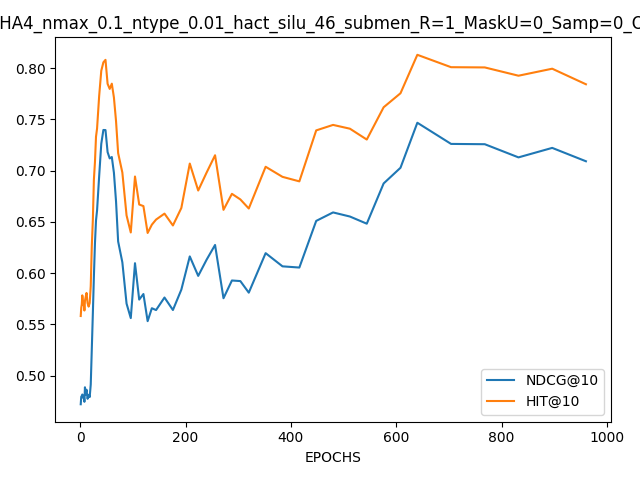 HA4_nmax_0.1_ntype_0.01_hact_silu_46_submen_R=1_MaskU=0_Samp=0_C
0.80
0.75
0.70
0.65
0.60
0.55
0.50
NDCG@10
HIT@10
0 200 400 600 800 1000
EPOCHS